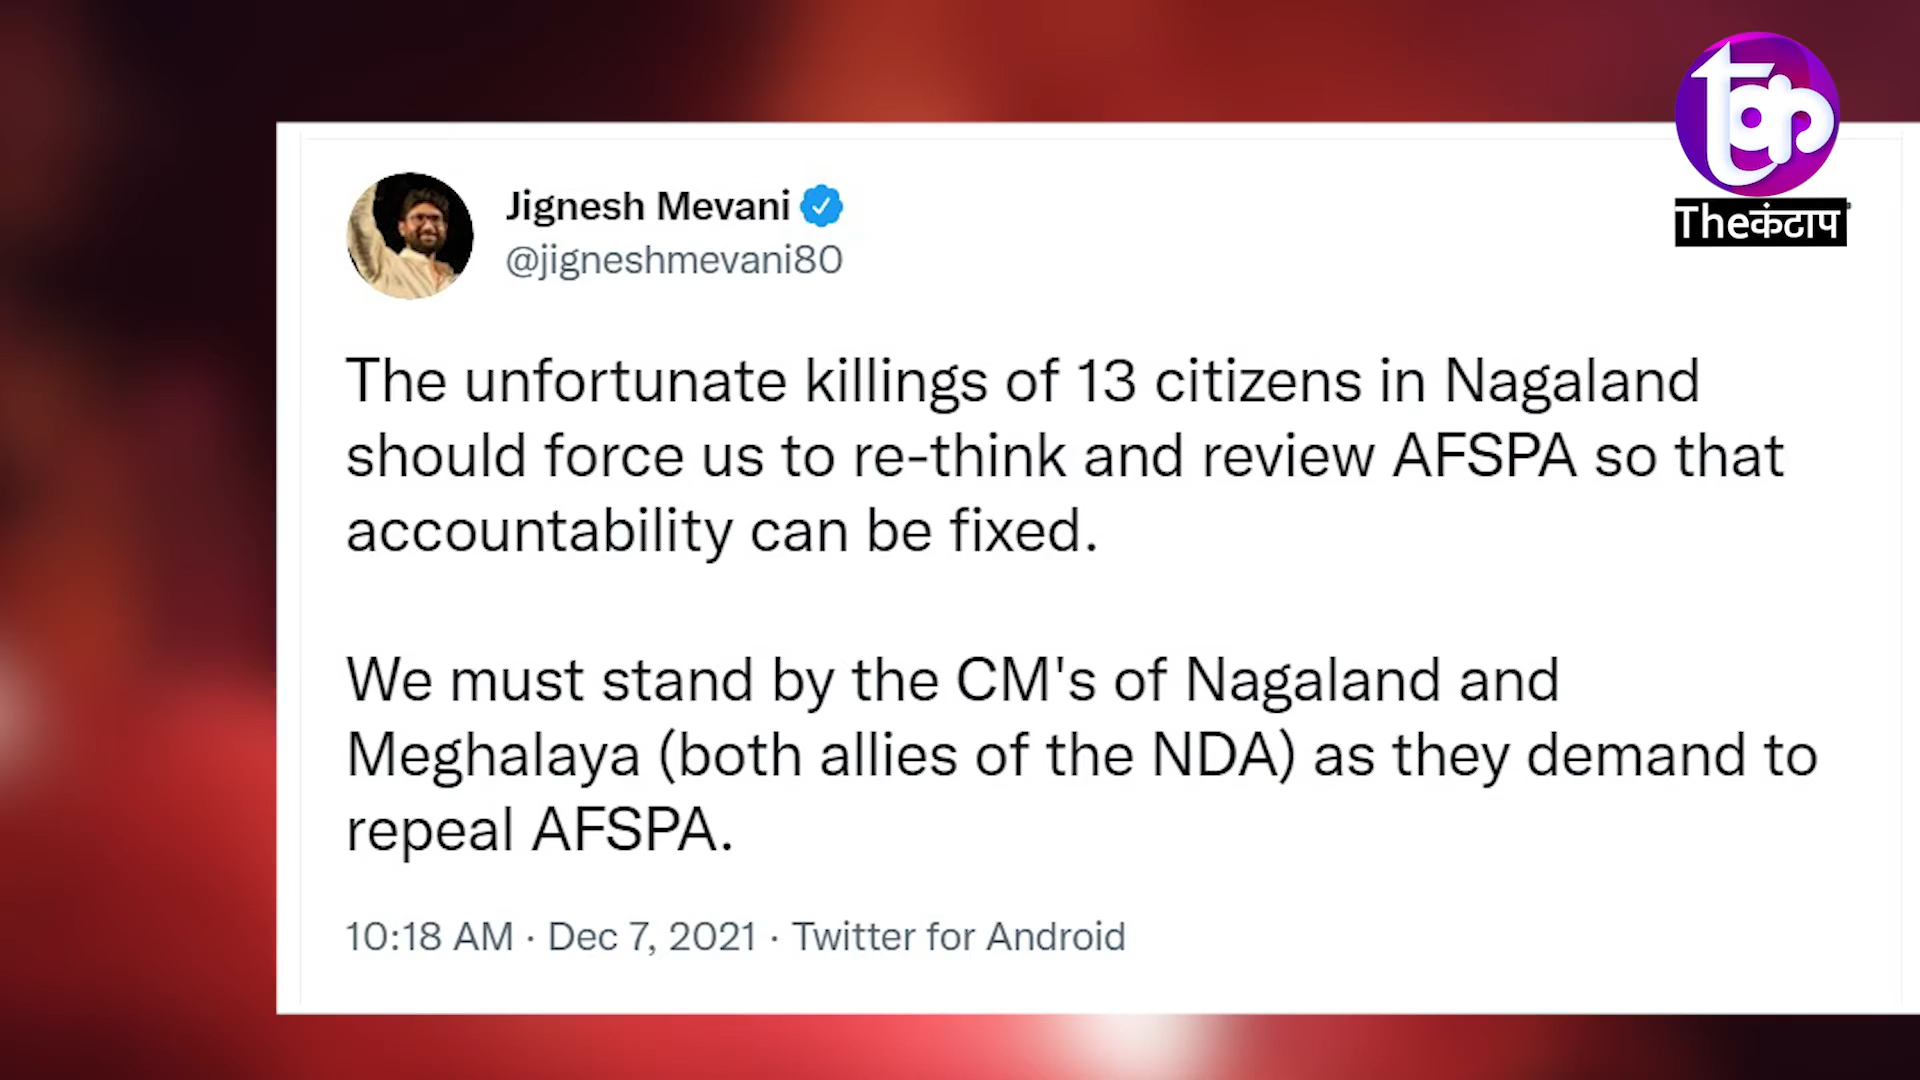 Jignesh Mevani
@jigneshmevani80
The unfortunate killings of 13 citizens in Nagaland
should force us to re-think and review AFSPA so that
accountability can be fixed.
We must stand by the CM's of Nagaland and
Meghalaya (both allies of the NDA) as they demand to
repeal AFSPA.
10:18 AM · Dec 7, 2021 · Twitter for Android
Theकंटाप